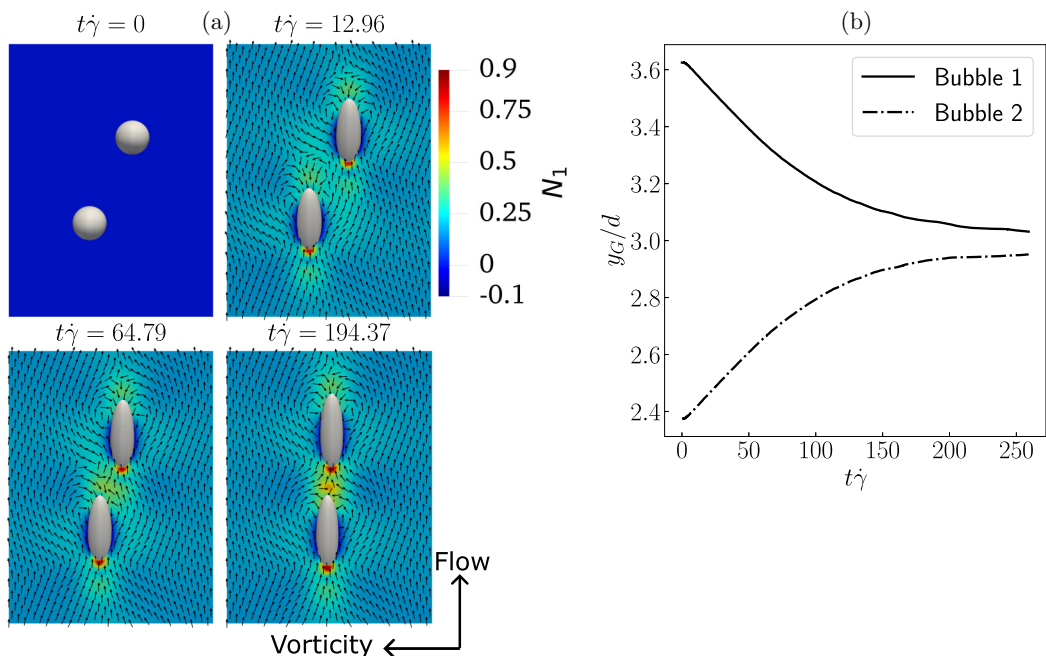 (a)
tγ̇ = 0
tγ̇ = 12.96
0.9
0.75
0.5
0.25
0
-0.1
N₁
tγ̇ = 64.79
tγ̇ = 194.37
Flow
Vorticity
(b)
Bubble 1
Bubble 2
3.6
3.4
3.2
3.0
2.8
2.6
2.4
y_G/d
0 50 100 150 200 250
tγ̇